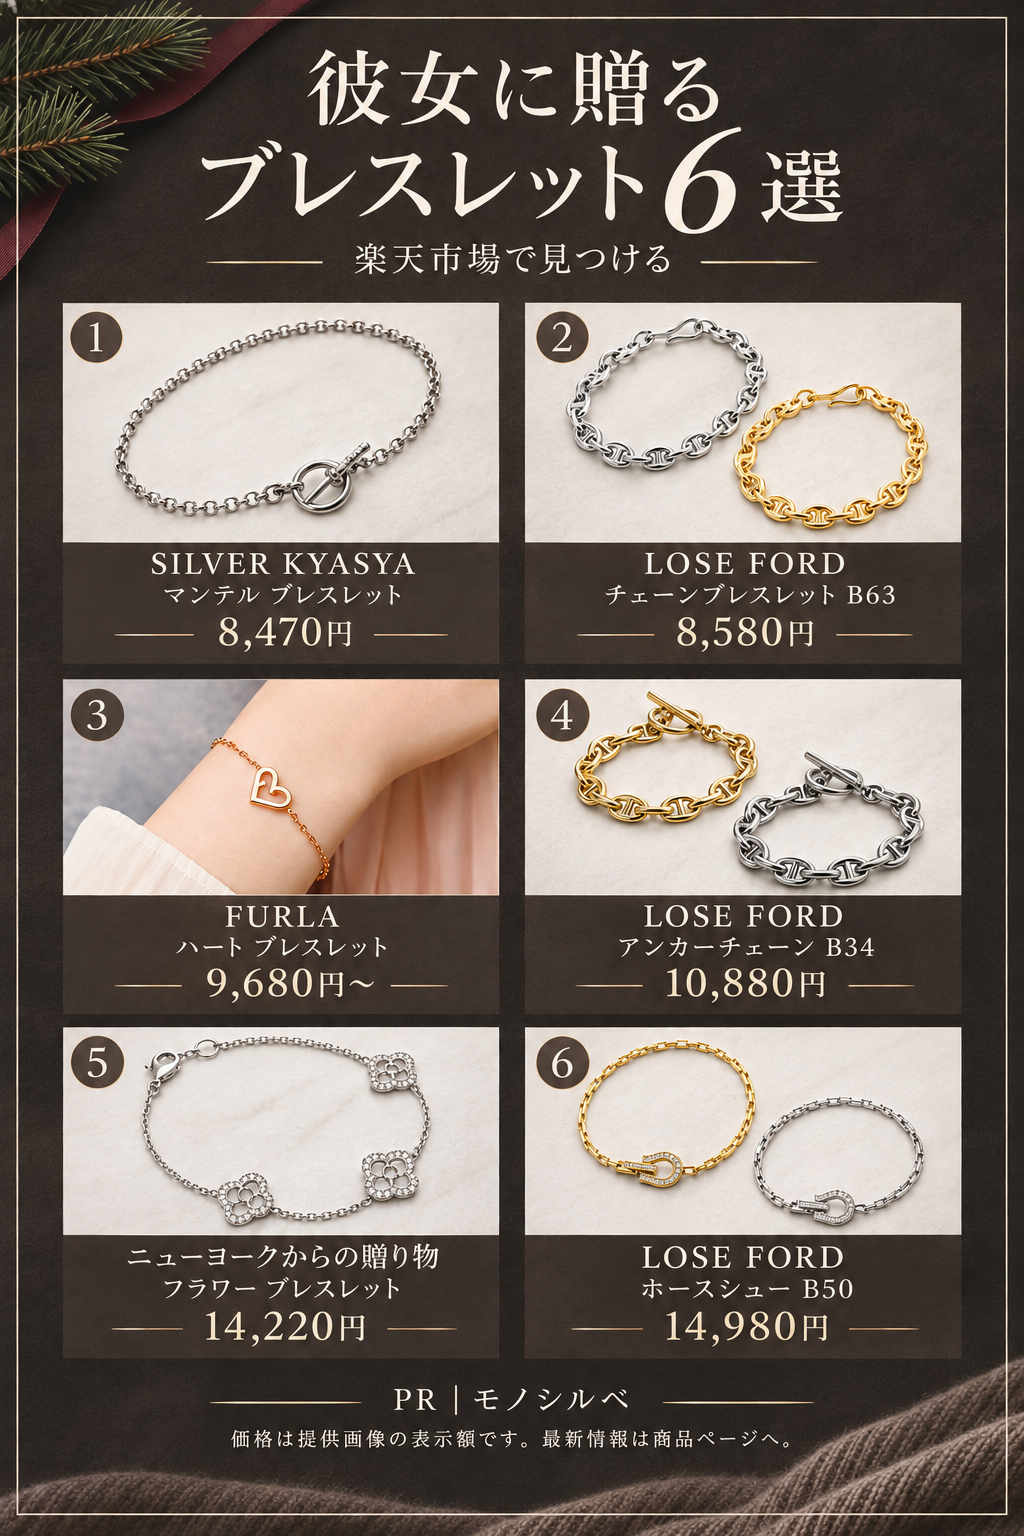 彼女に贈る
ブレスレット6選
楽天市場で見つける
1
SILVER KYASYA
マンテル ブレスレット
8,470円
2
LOSE FORD
チェーンブレスレット B63
8,580円
3
FURLA
ハート ブレスレット
9,680円〜
4
LOSE FORD
アンカーチェーン B34
10,880円
5
ニューヨークからの贈り物
フラワー ブレスレット
14,220円
6
LOSE FORD
ホースシュー B50
14,980円
PR｜モノシルベ
価格は提供画像の表示額です。最新情報は商品ページへ。